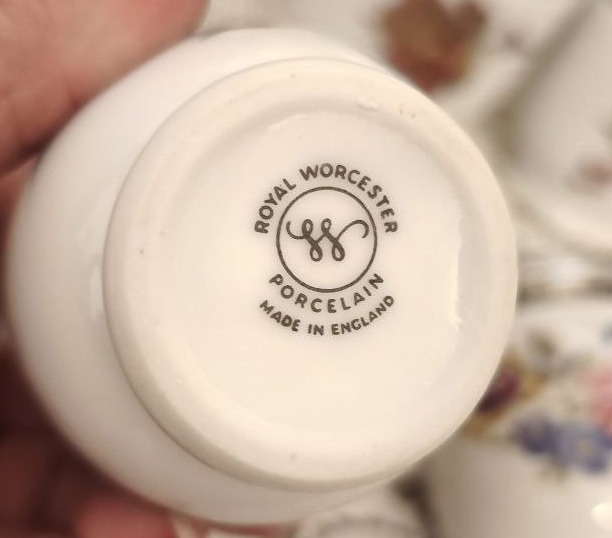 ROYAL WORCESTER
W
PORCELAIN
MADE IN ENGLAND